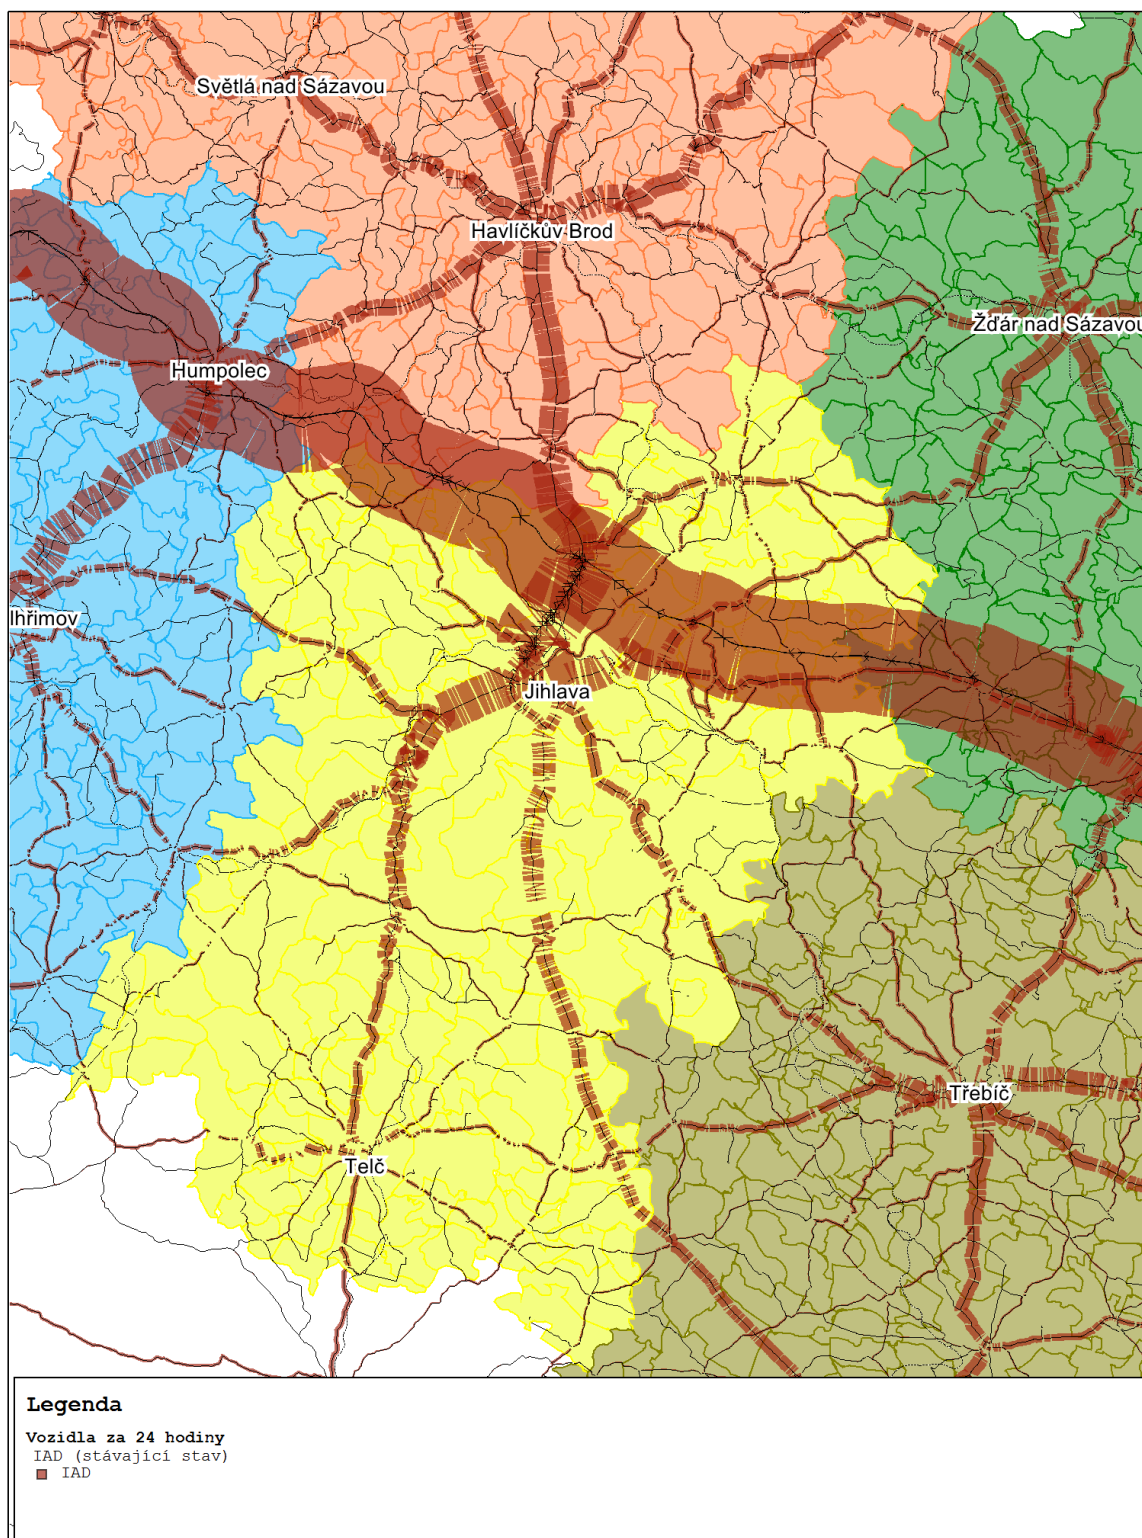 Světlá nad Sázavou
Havlíčkův Brod
Žďár nad Sázavou
Humpolec
lhřimov
Jihlava
Třebíč
Telč
Legenda
Vozidla za 24 hodiny
IAD (stávající stav)
IAD